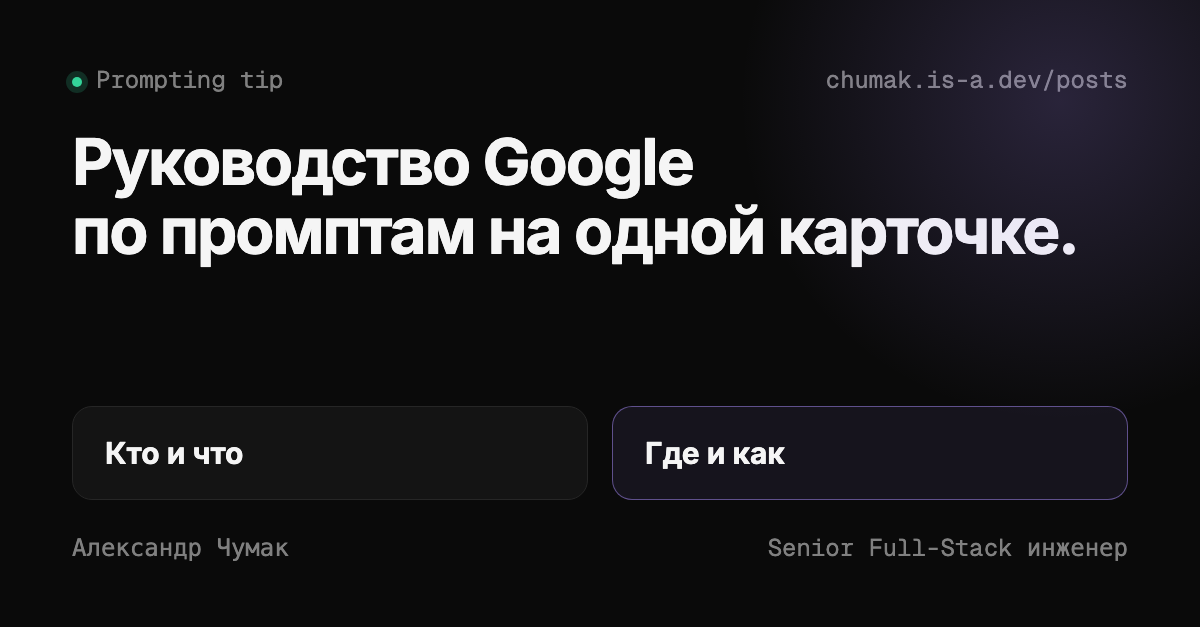 Prompting tip
chumak.is-a.dev/posts
Руководство Google
по промптам на одной карточке.
Кто и что
Где и как
Александр Чумак
Senior Full-Stack инженер